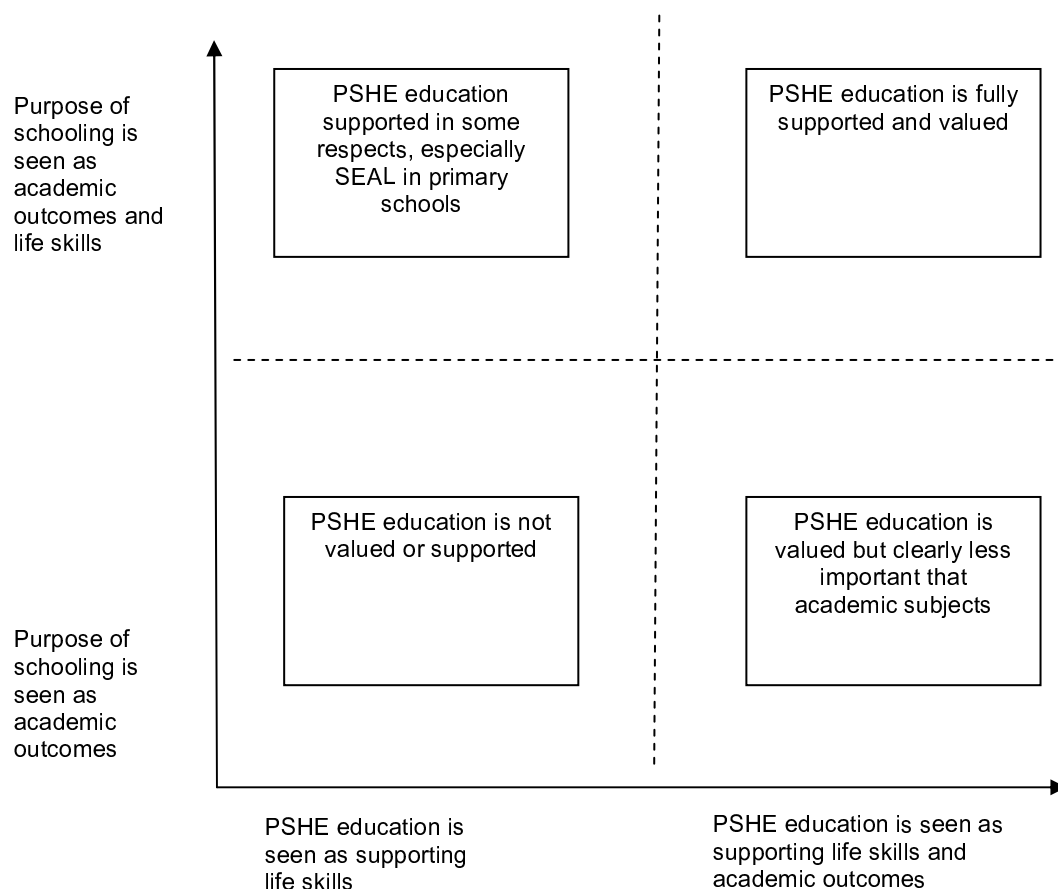 Purpose of
schooling is
seen as
academic
outcomes and
life skills
PSHE education
supported in some
respects, especially
SEAL in primary
schools
PSHE education is fully
supported and valued
PSHE education is not
valued or supported
PSHE education is
valued but clearly less
important that
academic subjects
Purpose of
schooling is
seen as
academic
outcomes
PSHE education is
seen as supporting
life skills
PSHE education is seen as
supporting life skills and
academic outcomes